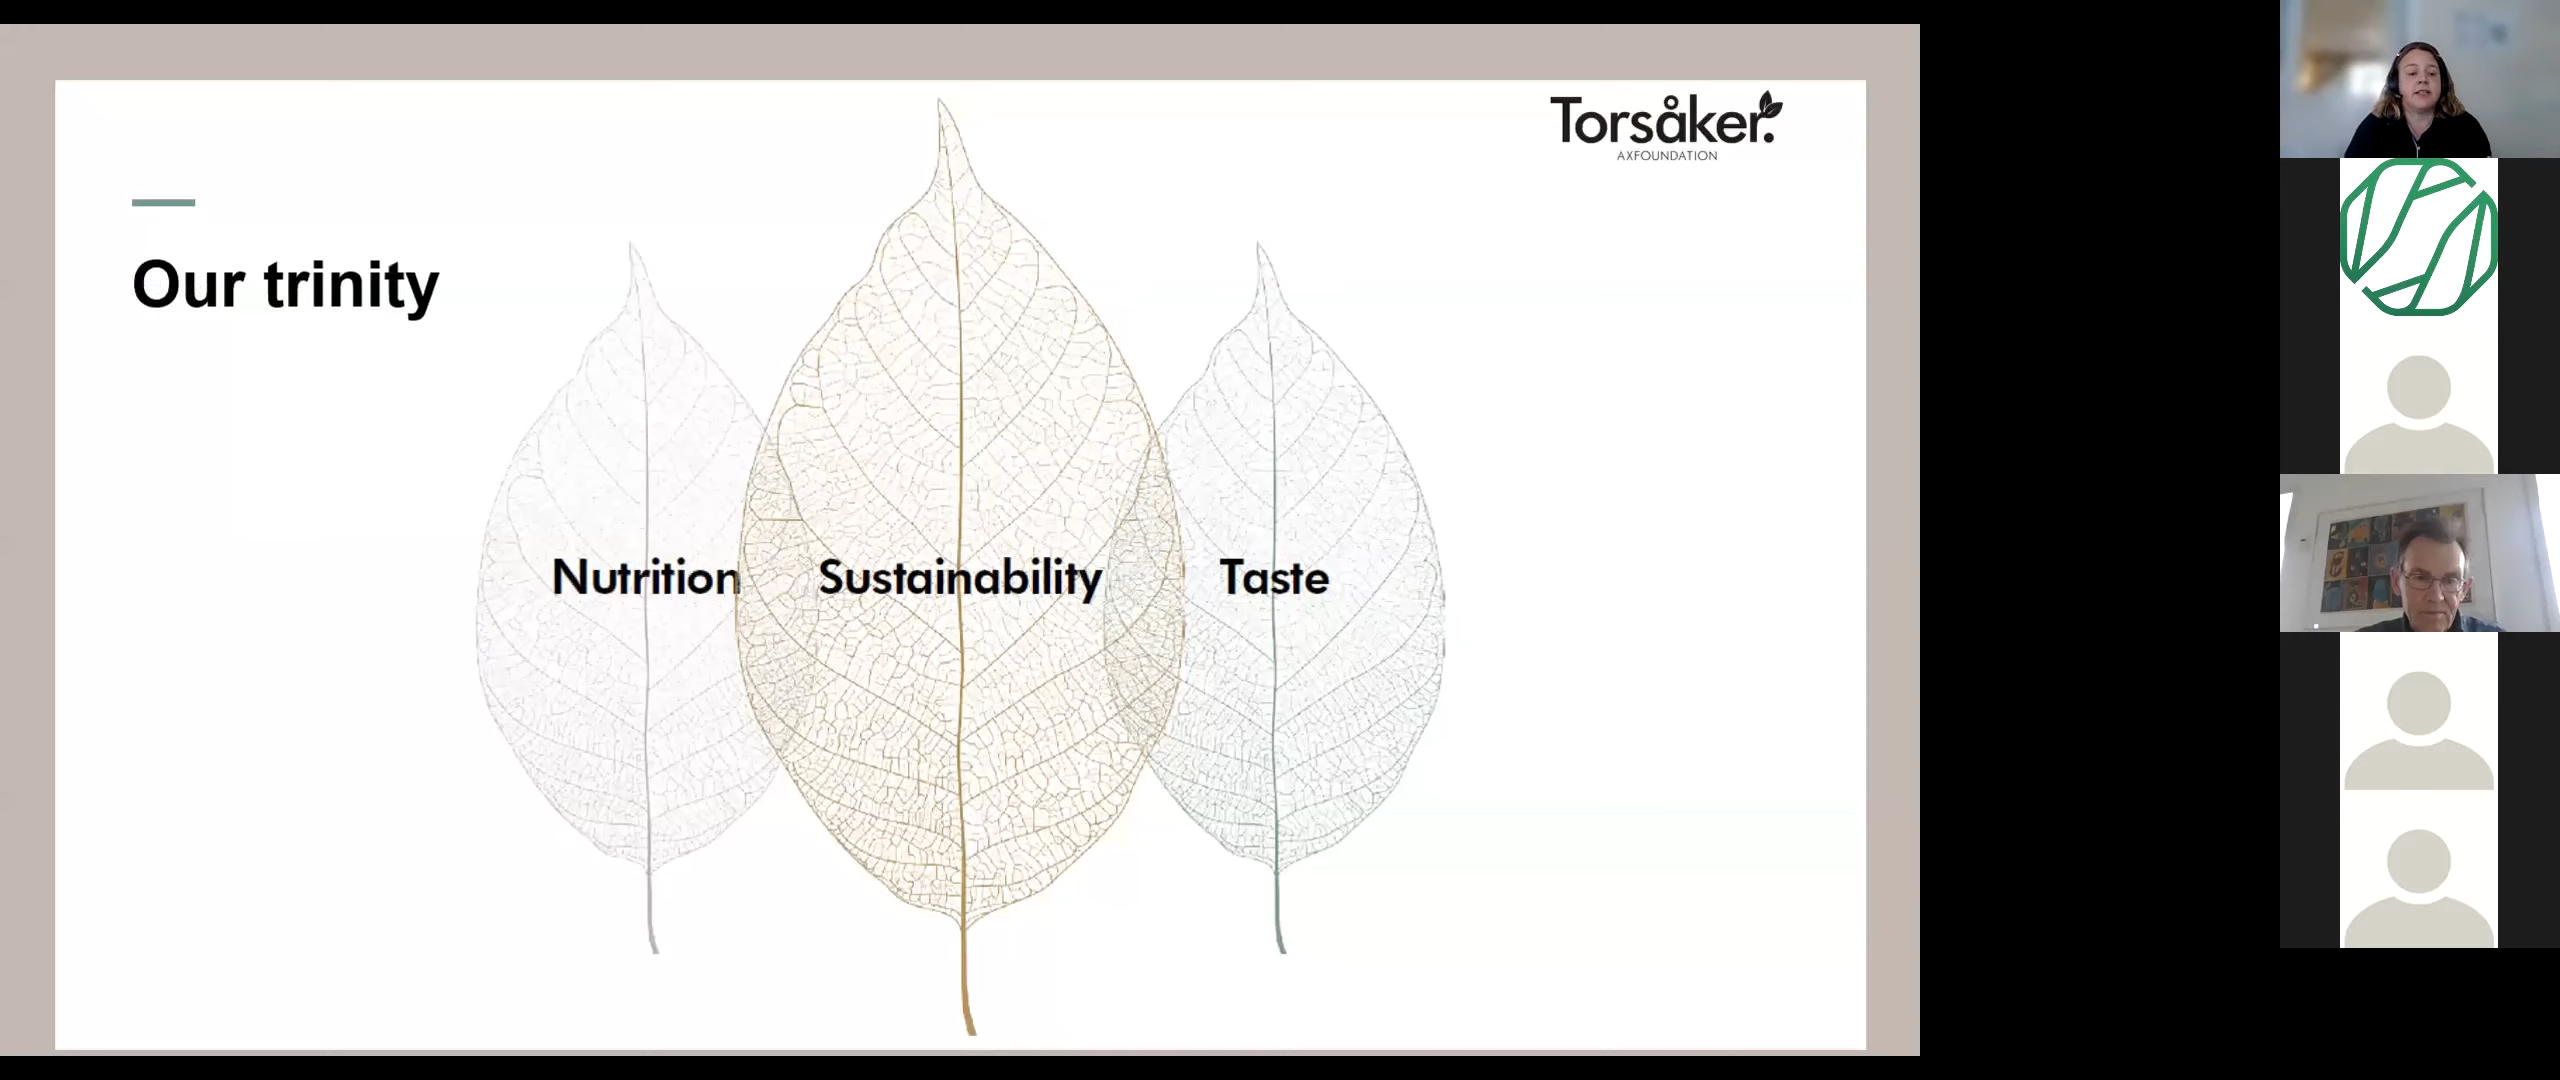 Torsåker.
AXFOUNDATION
Our trinity
Nutrition
Sustainability
Taste